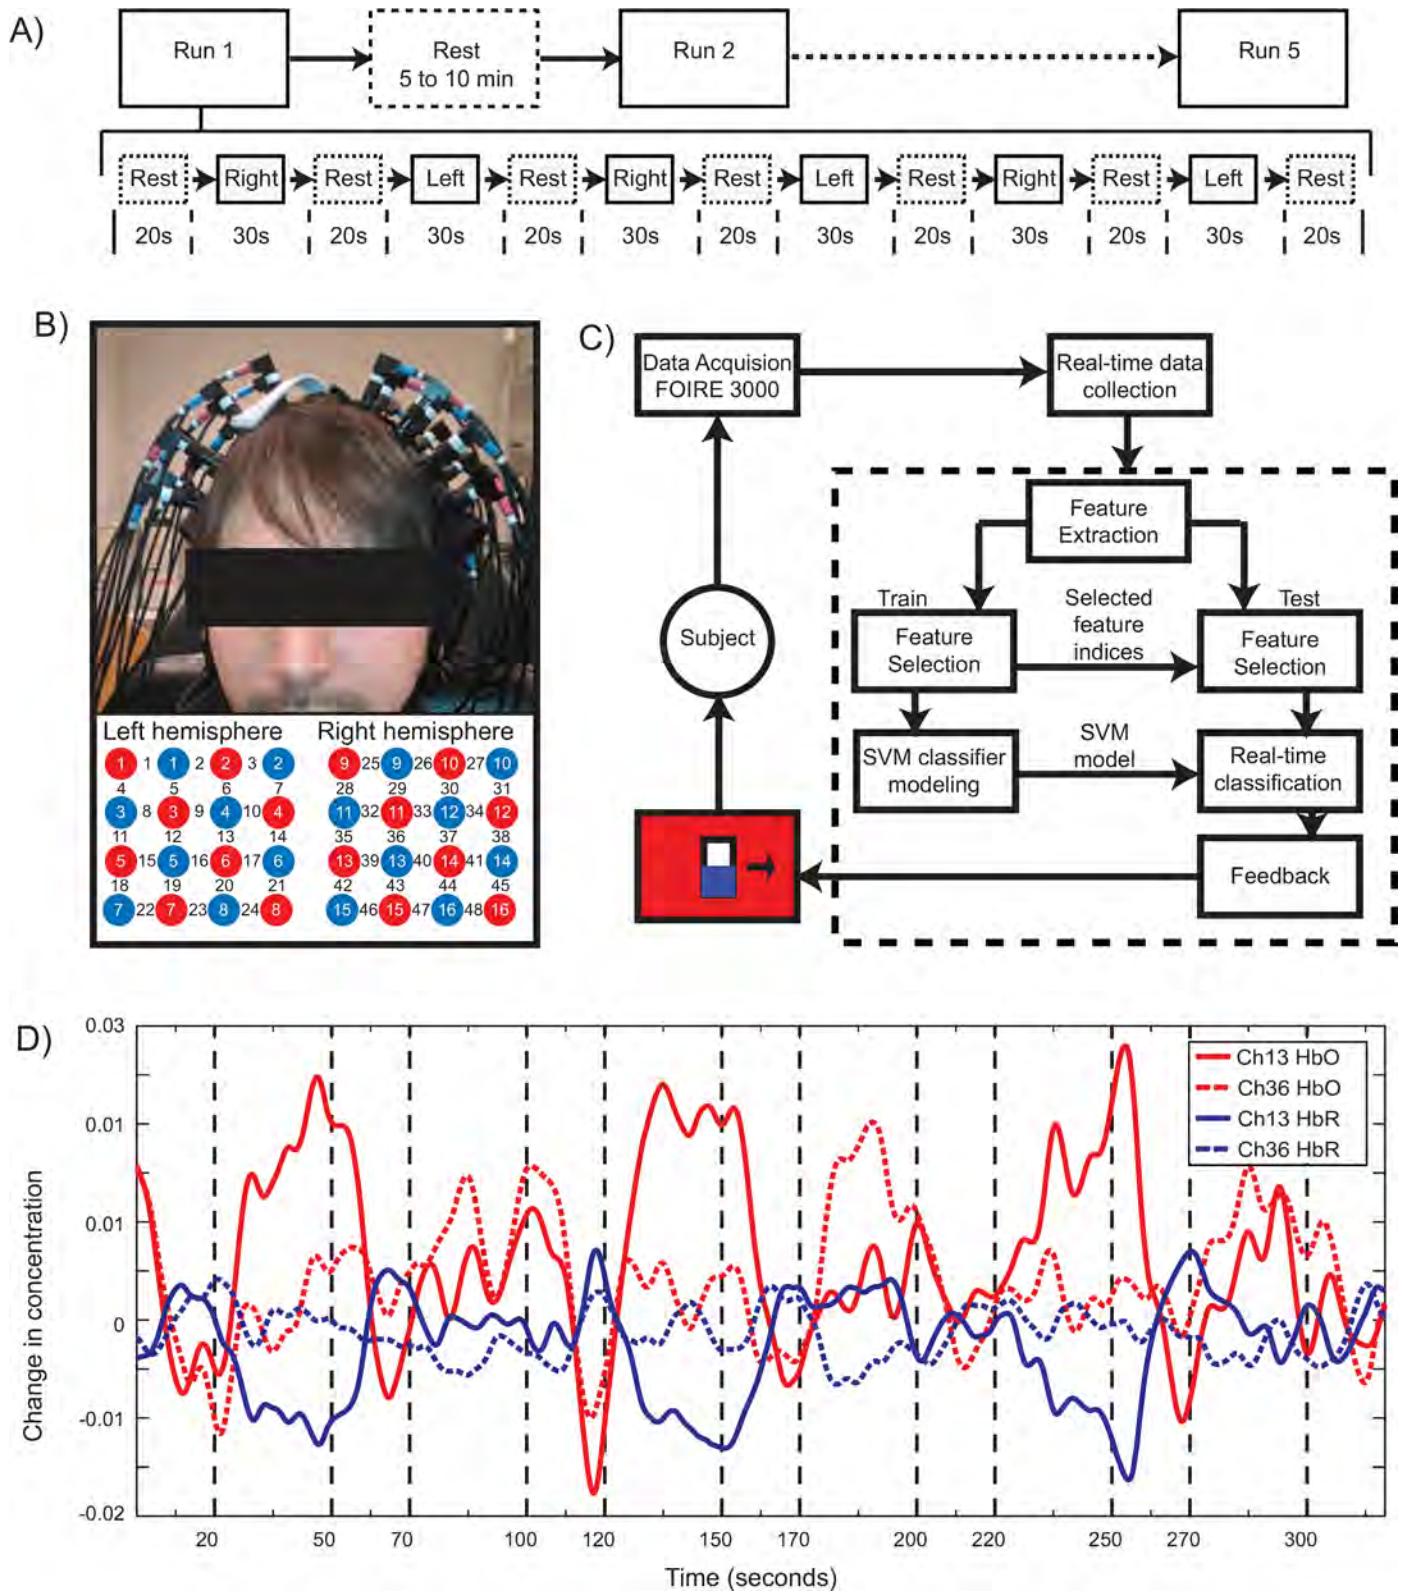 A)
Run 1
Rest
5 to 10 min
Run 2
Run 5
Rest Right Rest Left Rest Right Rest Left Rest Right Rest Left Rest
20s 30s 20s 30s 20s 30s 20s 30s 20s 30s 20s 30s 20s
B)
Left hemisphere Right hemisphere
1 1 1 2 2 3 2 9 25 9 26 10 27 10
4 5 6 7 28 29 30 31
3 8 3 9 4 10 4 11 32 11 33 12 34 12
11 12 13 14 35 36 37 38
5 15 5 16 6 17 6 13 39 13 40 14 41 14
18 19 20 21 42 43 44 45
7 22 7 23 8 24 8 15 46 15 47 16 48 16
C)
Data Acquision
FOIRE 3000
Real-time data
collection
Feature
Extraction
Subject
Train
Selected
feature
indices
Test
Feature
Selection
Feature
Selection
SVM classifier
modeling
SVM
model
Real-time
classification
Feedback
D)
Change in concentration
0.03
0.01
0.01
0
-0.01
-0.02
Ch13 HbO
Ch36 HbO
Ch13 HbR
Ch36 HbR
20 50 70 100 120 150 170 200 220 250 270 300
Time (seconds)